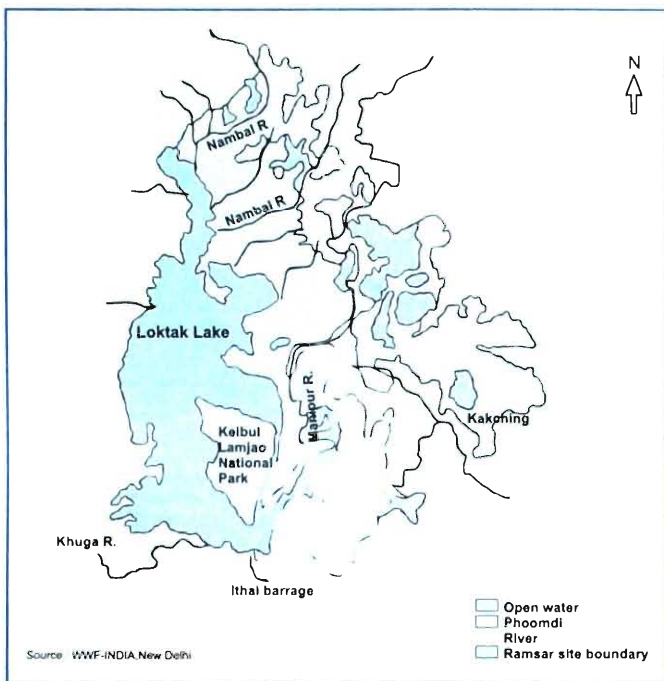 N
Nambal R
Nambal R
Loktak Lake
Manipur R.
Kakching
Keibul
Lamjao
National
Park
Khuga R.
Ithai barrage
Open water
Phoomdi
River
Ramsar site boundary
Source WWF-INDIA, New Delhi